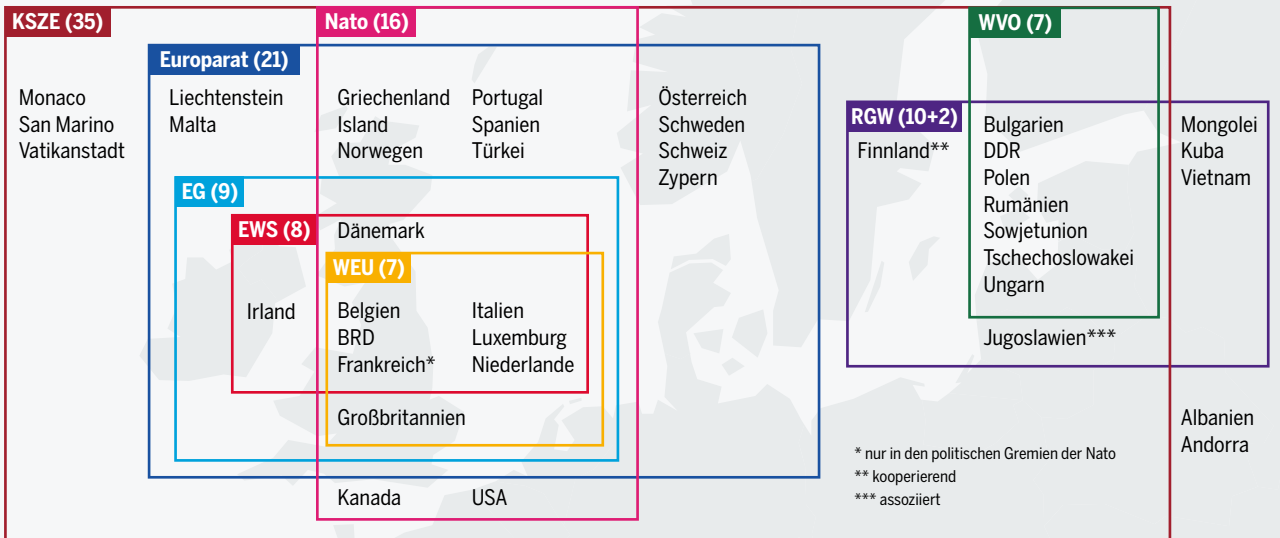 KSZE (35)
Nato (16)
WVO (7)
Europarat (21)
Monaco
San Marino
Vatikanstadt
Liechtenstein
Malta
Griechenland
Island
Norwegen
Portugal
Spanien
Türkei
Österreich
Schweden
Schweiz
Zypern
RGW (10+2)
Finnland**
Bulgarien
DDR
Polen
Rumänien
Sowjetunion
Tschechoslowakei
Ungarn
Jugoslawien***
Mongolei
Kuba
Vietnam
EG (9)
EWS (8)
Dänemark
WEU (7)
Irland
Belgien
BRD
Frankreich*
Italien
Luxemburg
Niederlande
Großbritannien
Kanada
USA
Albanien
Andorra
* nur in den politischen Gremien der Nato
** kooperierend
*** assoziiert